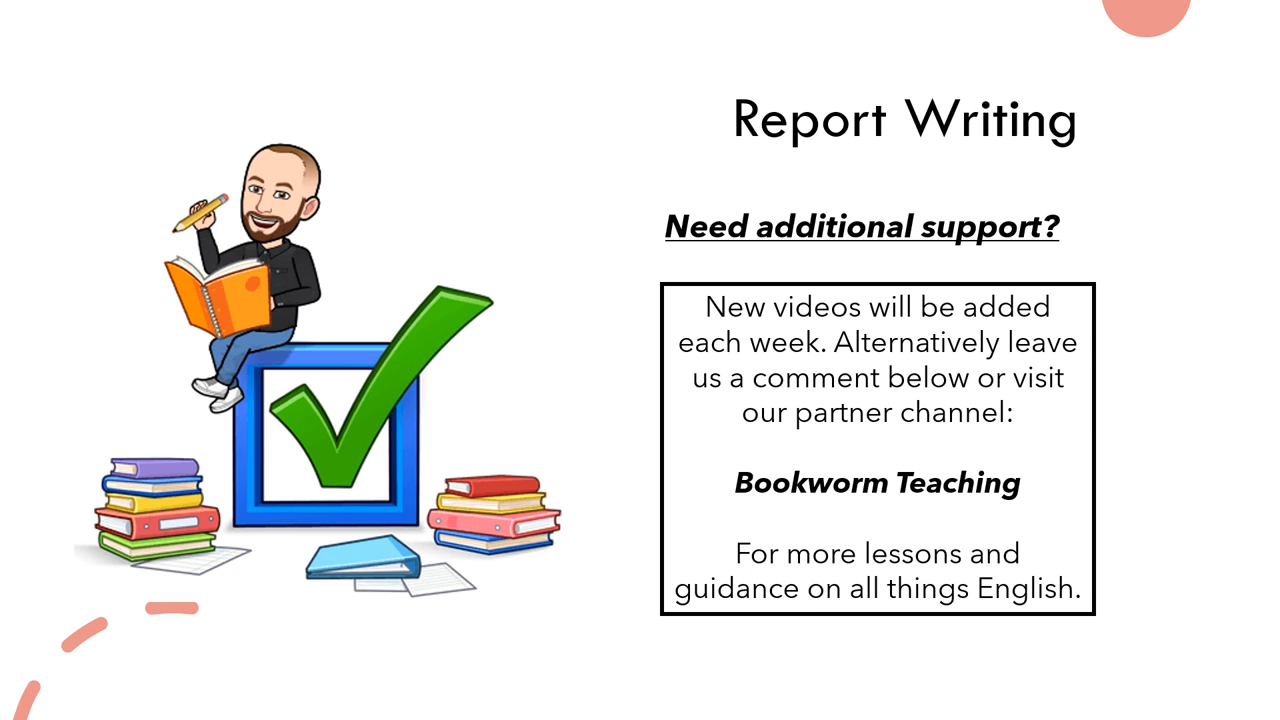 Report Writing
Need additional support?
New videos will be added
each week. Alternatively leave
us a comment below or visit
our partner channel:
Bookworm Teaching
For more lessons and
guidance on all things English.